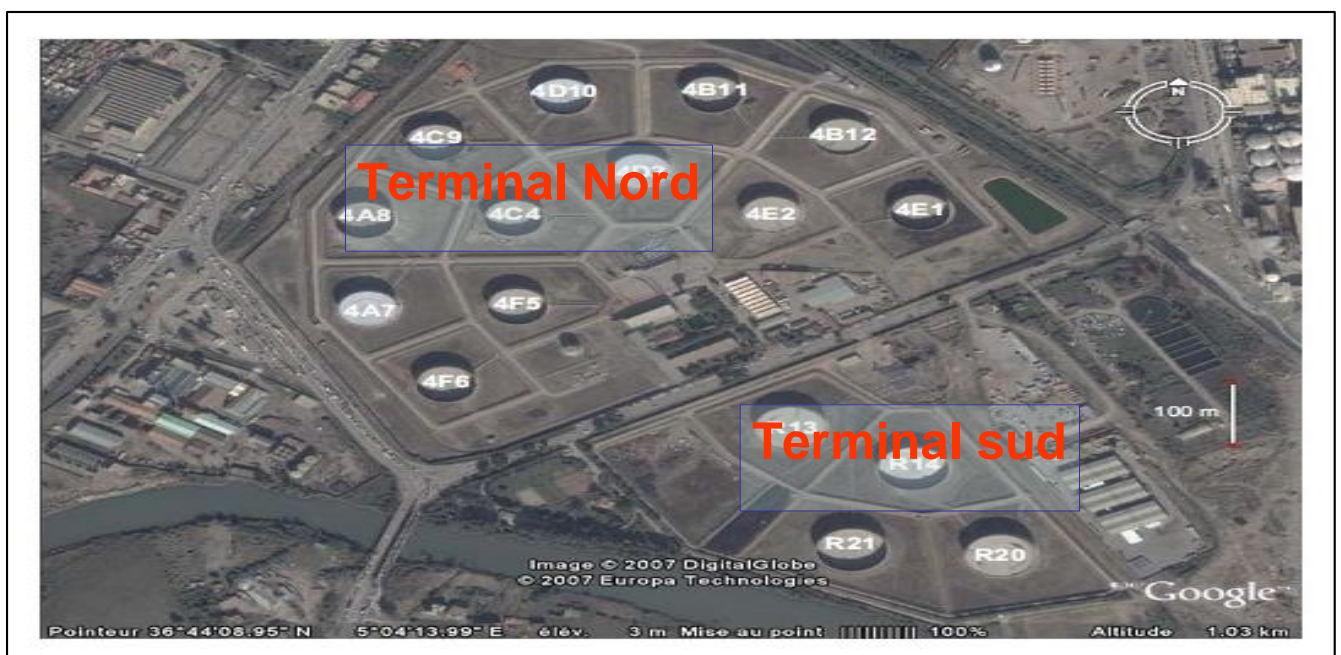 4D10
4B11
4C9
4B12
N
Terminal Nord
4A8
4C4
4E2
4E1
4A7
4F5
4F6
100 m
Terminal sud
R14
R21
R20
Image © 2007 DigitalGlobe
© 2007 Europa Technologies
Google™
Pointeur 36°44'08.95" N 5°04'13.99" E élév. 3 m Mise au point |||||||||| 100% Altitude 1.03 km